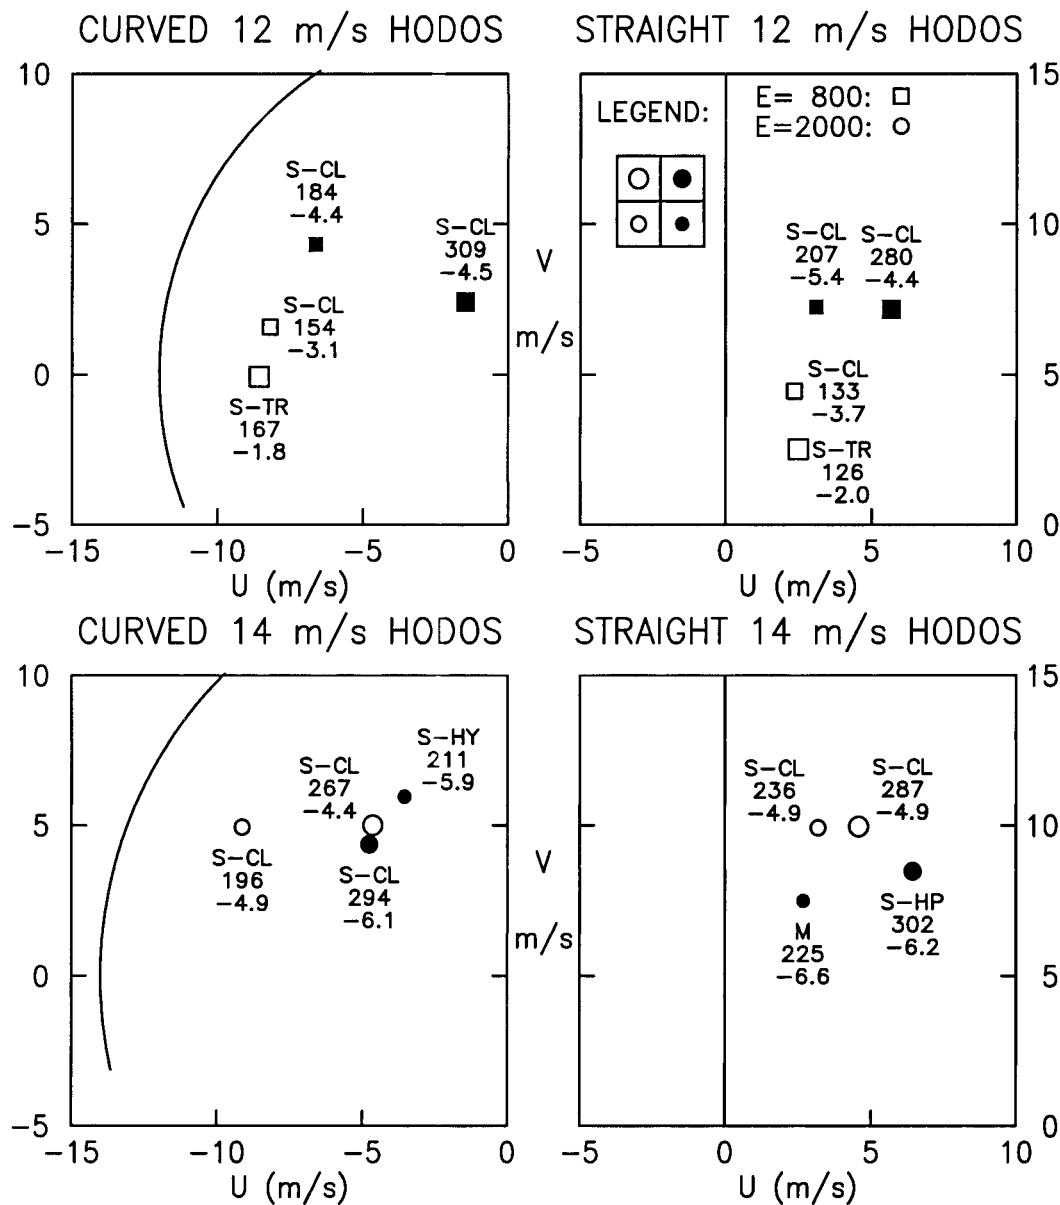 CURVED 12 m/s HODOS
STRAIGHT 12 m/s HODOS
10
5
0
−5
−15
−10
−5
0
U (m/s)
S−CL
184
−4.4
S−CL
309
−4.5
S−CL
154
−3.1
S−TR
167
−1.8
V
m/s
LEGEND:
E= 800:
E=2000:
S−CL
207
−5.4
S−CL
280
−4.4
S−CL
133
−3.7
S−TR
126
−2.0
15
10
5
0
−5
0
5
10
U (m/s)
CURVED 14 m/s HODOS
STRAIGHT 14 m/s HODOS
10
5
0
−5
−15
−10
−5
0
U (m/s)
S−HY
211
−5.9
S−CL
267
−4.4
S−CL
196
−4.9
S−CL
294
−6.1
V
m/s
S−CL
236
−4.9
S−CL
287
−4.9
M
225
−6.6
S−HP
302
−6.2
15
10
5
0
−5
0
5
10
U (m/s)